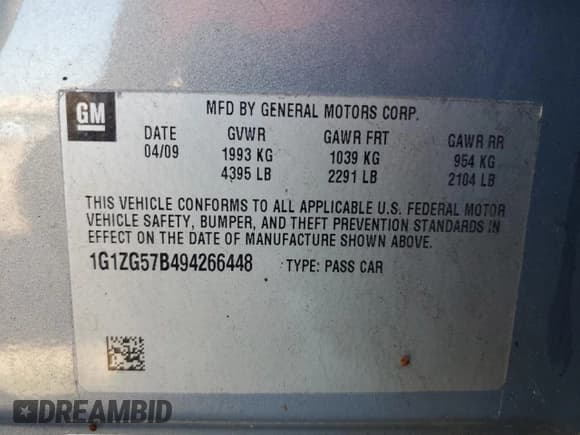 GM
MFD BY GENERAL MOTORS CORP.
DATE GVWR GAWR FRT GAWR RR
04/09 1993 KG 1039 KG 954 KG
4395 LB 2291 LB 2104 LB
THIS VEHICLE CONFORMS TO ALL APPLICABLE U.S. FEDERAL MOTOR
VEHICLE SAFETY, BUMPER, AND THEFT PREVENTION STANDARDS IN
EFFECT ON THE DATE OF MANUFACTURE SHOWN ABOVE.
1G1ZG57B494266448 TYPE: PASS CAR
DREAMBID